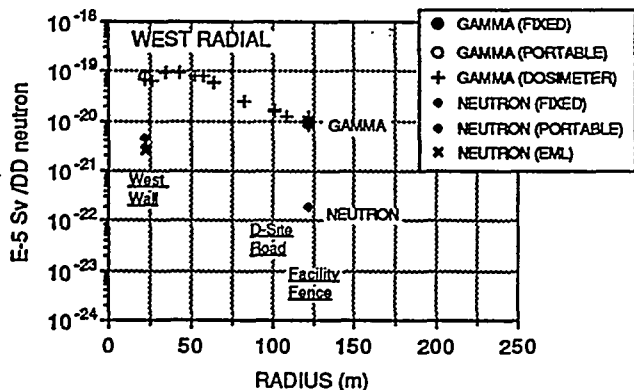 WEST RADIAL
10-18
10-19
10-20
10-21
10-22
10-23
10-24
E-5 Sv /DD neutron
0
50
100
150
200
250
RADIUS (m)
GAMMA
NEUTRON
West
Wall
D-Site
Road
Facility
Fence
GAMMA (FIXED)
GAMMA (PORTABLE)
GAMMA (DOSIMETER)
NEUTRON (FIXED)
NEUTRON (PORTABLE)
NEUTRON (EML)